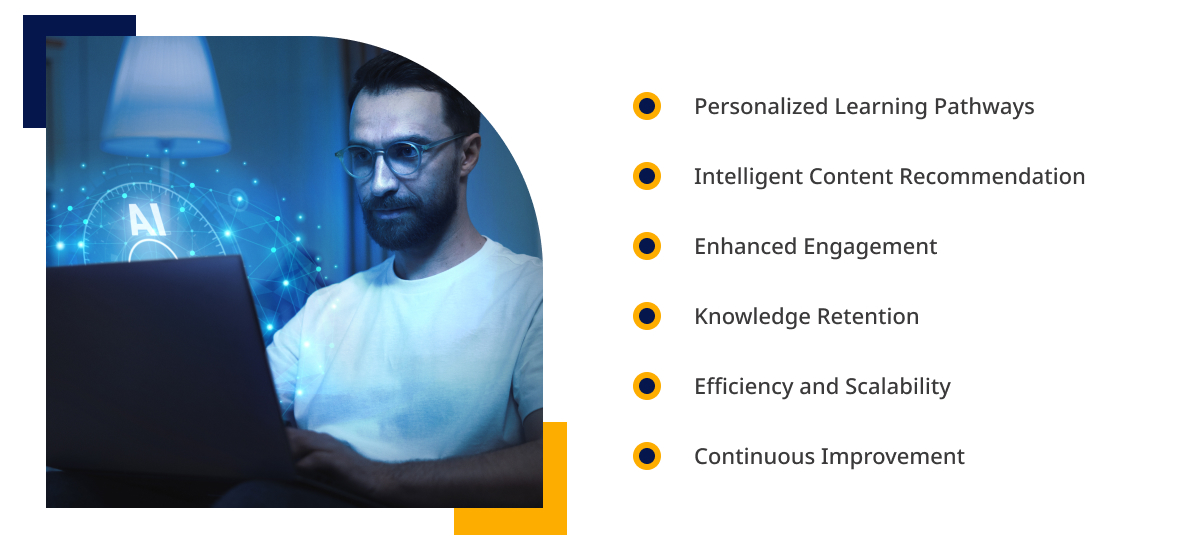 AI
Personalized Learning Pathways
Intelligent Content Recommendation
Enhanced Engagement
Knowledge Retention
Efficiency and Scalability
Continuous Improvement